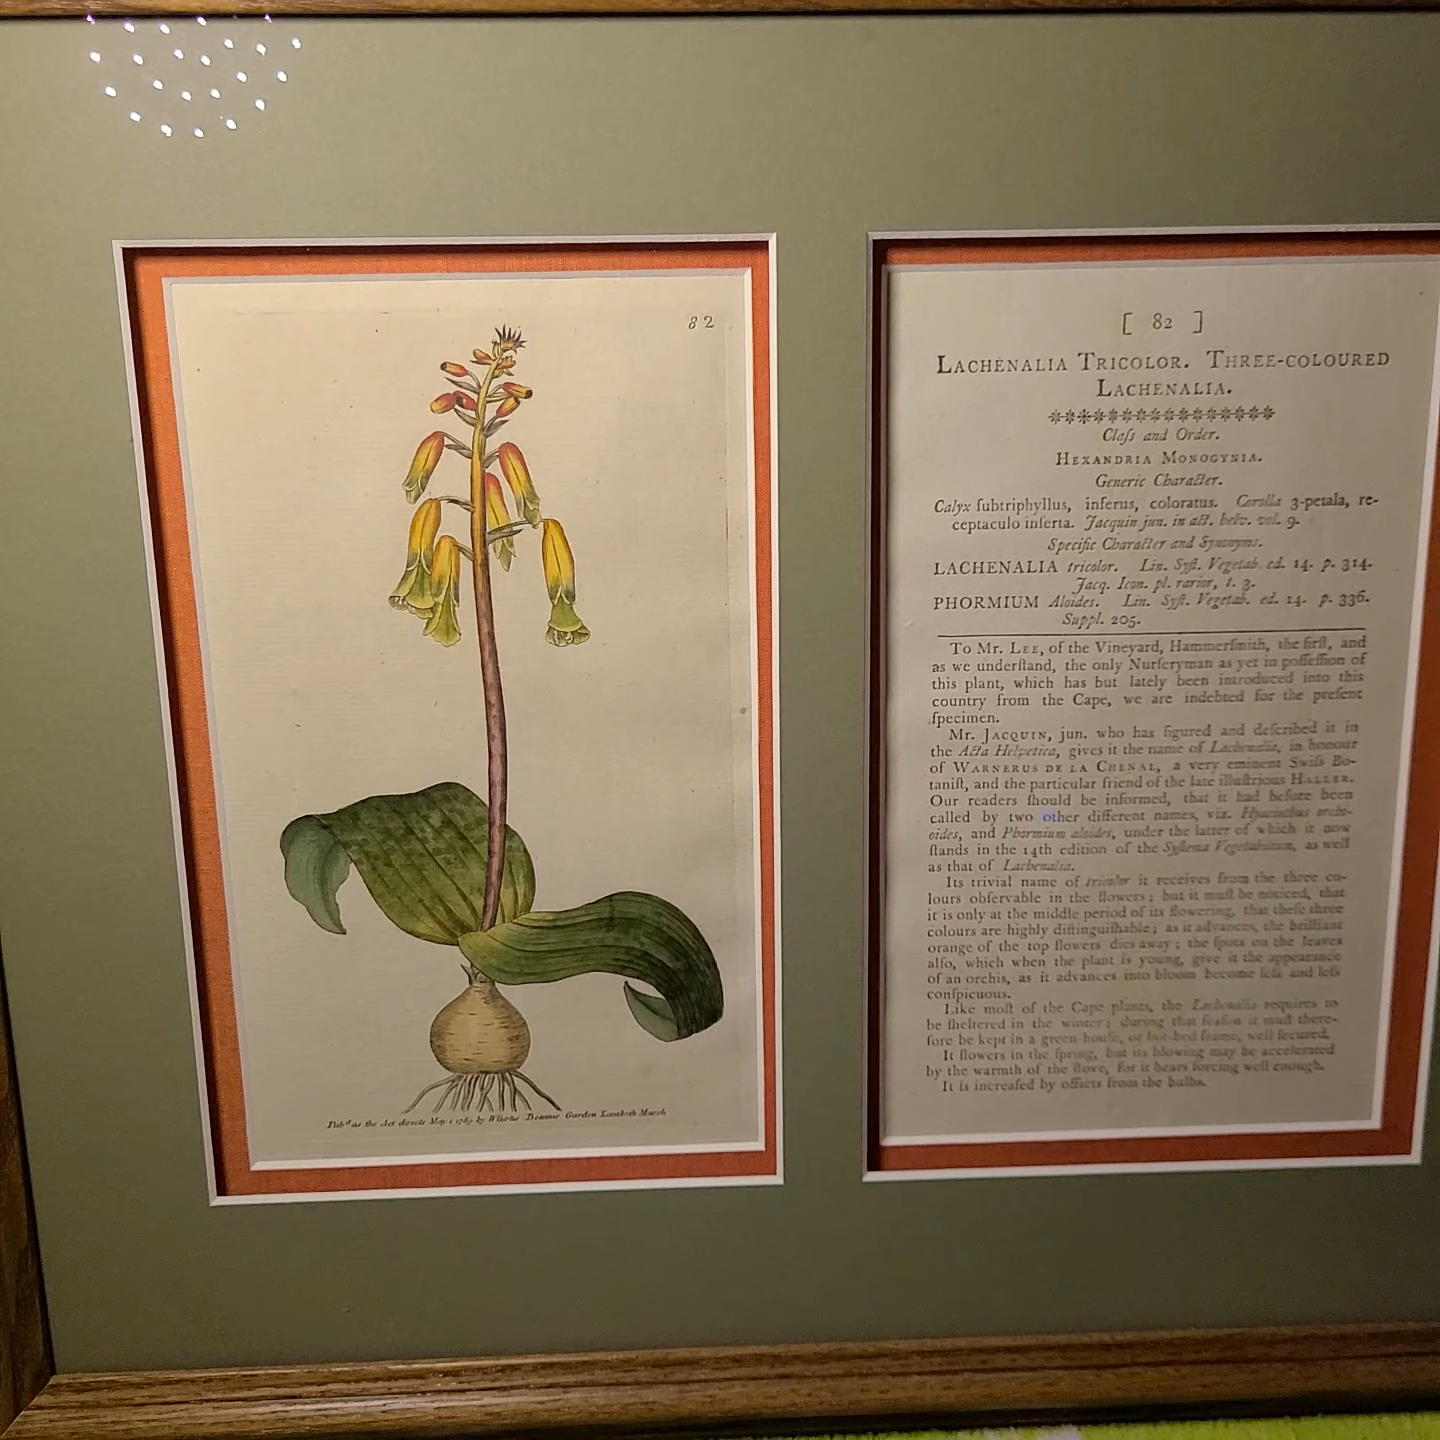 82
Pubd. as the Act directs May 1 1789 by W Curtis Botanic Garden Lambeth Marsh
[ 82 ]
LACHENALIA TRICOLOR. THREE-COLOURED
LACHENALIA.
Claſs and Order.
HEXANDRIA MONOGYNIA.
Generic Character.
Calyx ſubtriphyllus, inferus, coloratus. Corolla 3-petala, re-
ceptaculo inſerta. Jacquin jun. in act. helv. vol. 9.
Specific Character and Synonyms.
LACHENALIA tricolor. Lin. Syſt. Vegetab. ed. 14. p. 314.
Jacq. Icon. pl. rarior, t. 3.
PHORMIUM Aloides. Lin. Syſt. Vegetab. ed. 14. p. 336.
Suppl. 205.
To Mr. LEE, of the Vineyard, Hammerſmith, the firſt, and
as we underſtand, the only Nurſeryman as yet in poſſeſſion of
this plant, which has but lately been introduced into this
country from the Cape, we are indebted for the preſent
ſpecimen.
Mr. JACQUIN, jun. who has figured and deſcribed it in
the Acta Helvetica, gives it the name of Lachenalia, in honour
of WARNERUS DE LA CHENAL, a very eminent Swiſs Bo-
taniſt, and the particular friend of the late illuſtrious HALLER.
Our readers ſhould be informed, that it had before been
called by two other different names, viz. Hyacinthus orchi-
oides, and Phormium aloides, under the latter of which it now
ſtands in the 14th edition of the Syſtema Vegetabilium, as well
as that of Lachenalia.
Its trivial name of tricolor it receives from the three co-
lours obſervable in the flowers; but it muſt be noticed, that
it is only at the middle period of its flowering, that theſe three
colours are highly diſtinguiſhable; as it advances, the brilliant
orange of the top flowers dies away; the ſpots on the leaves
alſo, which when the plant is young, give it the appearance
of an orchis, as it advances into bloom become leſs and leſs
conſpicuous.
Like moſt of the Cape plants, the Lachenalia requires to
be ſheltered in the winter; during that ſeaſon it muſt there-
fore be kept in a green-houſe, or hot-bed frame, well ſecured.
It flowers in the ſpring, but its blowing may be accelerated
by the warmth of the ſtove, for it bears forcing well enough.
It is increaſed by offsets from the bulbs.